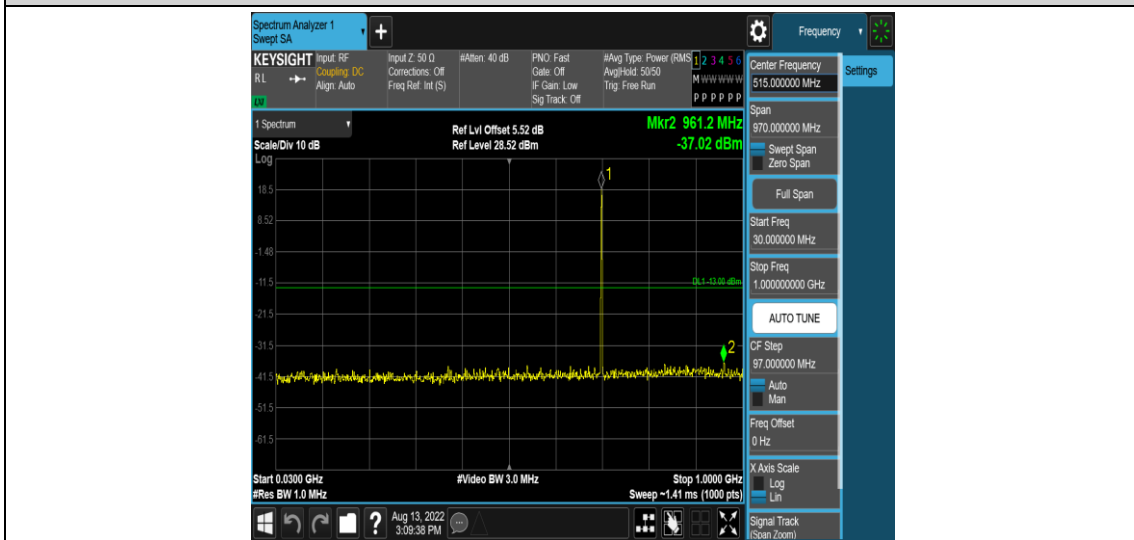 Spectrum Analyzer 1
Swept SA
+
Frequency
KEYSIGHT
RL
LXI
Input: RF
Coupling: DC
Align: Auto
Input Z: 50 Ω
Corrections: Off
Freq Ref: Int (S)
#Atten: 40 dB
PNO: Fast
Gate: Off
IF Gain: Low
Sig Track: Off
#Avg Type: Power (RMS
Avg|Hold: 50/50
Trig: Free Run
1 2 3 4 5 6
M W W W W W
P P P P P P
1 Spectrum
Scale/Div 10 dB
Log
Ref Lvl Offset 5.52 dB
Ref Level 28.52 dBm
Mkr2 961.2 MHz
-37.02 dBm
1
18.5
8.52
-1.48
-11.5
DL1 -13.00 dBm
-21.5
-31.5
2
-41.5
-51.5
-61.5
Start 0.0300 GHz
#Video BW 3.0 MHz
Stop 1.0000 GHz
#Res BW 1.0 MHz
Sweep ~1.41 ms (1000 pts)
?
Aug 13, 2022
3:09:38 PM
Center Frequency
515.000000 MHz
Settings
Span
970.000000 MHz
Swept Span
Zero Span
Full Span
Start Freq
30.000000 MHz
Stop Freq
1.000000000 GHz
AUTO TUNE
CF Step
97.000000 MHz
Auto
Man
Freq Offset
0 Hz
X Axis Scale
Log
Lin
Signal Track
(Span Zoom)